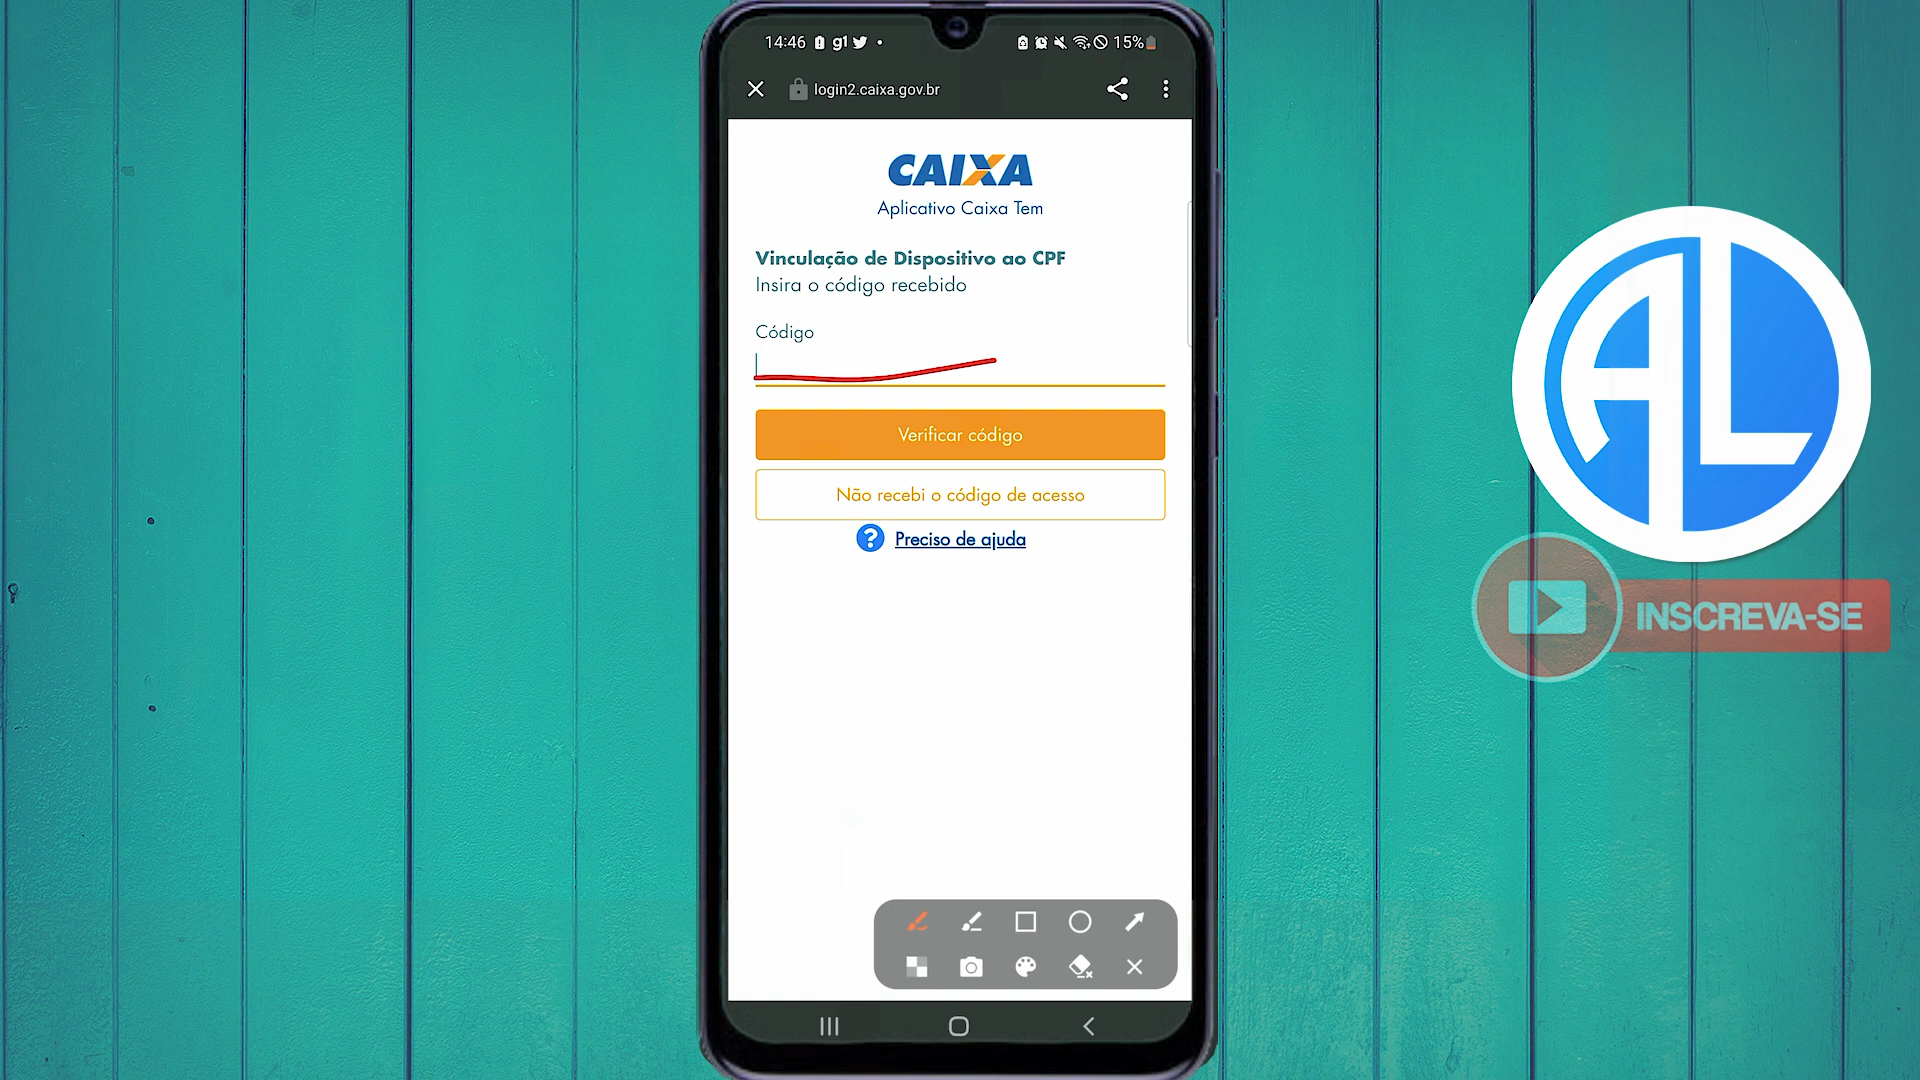 14:46 g1 15%
login2.caixa.gov.br
CAIXA
Aplicativo Caixa Tem
Vinculação de Dispositivo ao CPF
Insira o código recebido
Código
Verificar código
Não recebi o código de acesso
? Preciso de ajuda
AL
INSCREVA-SE